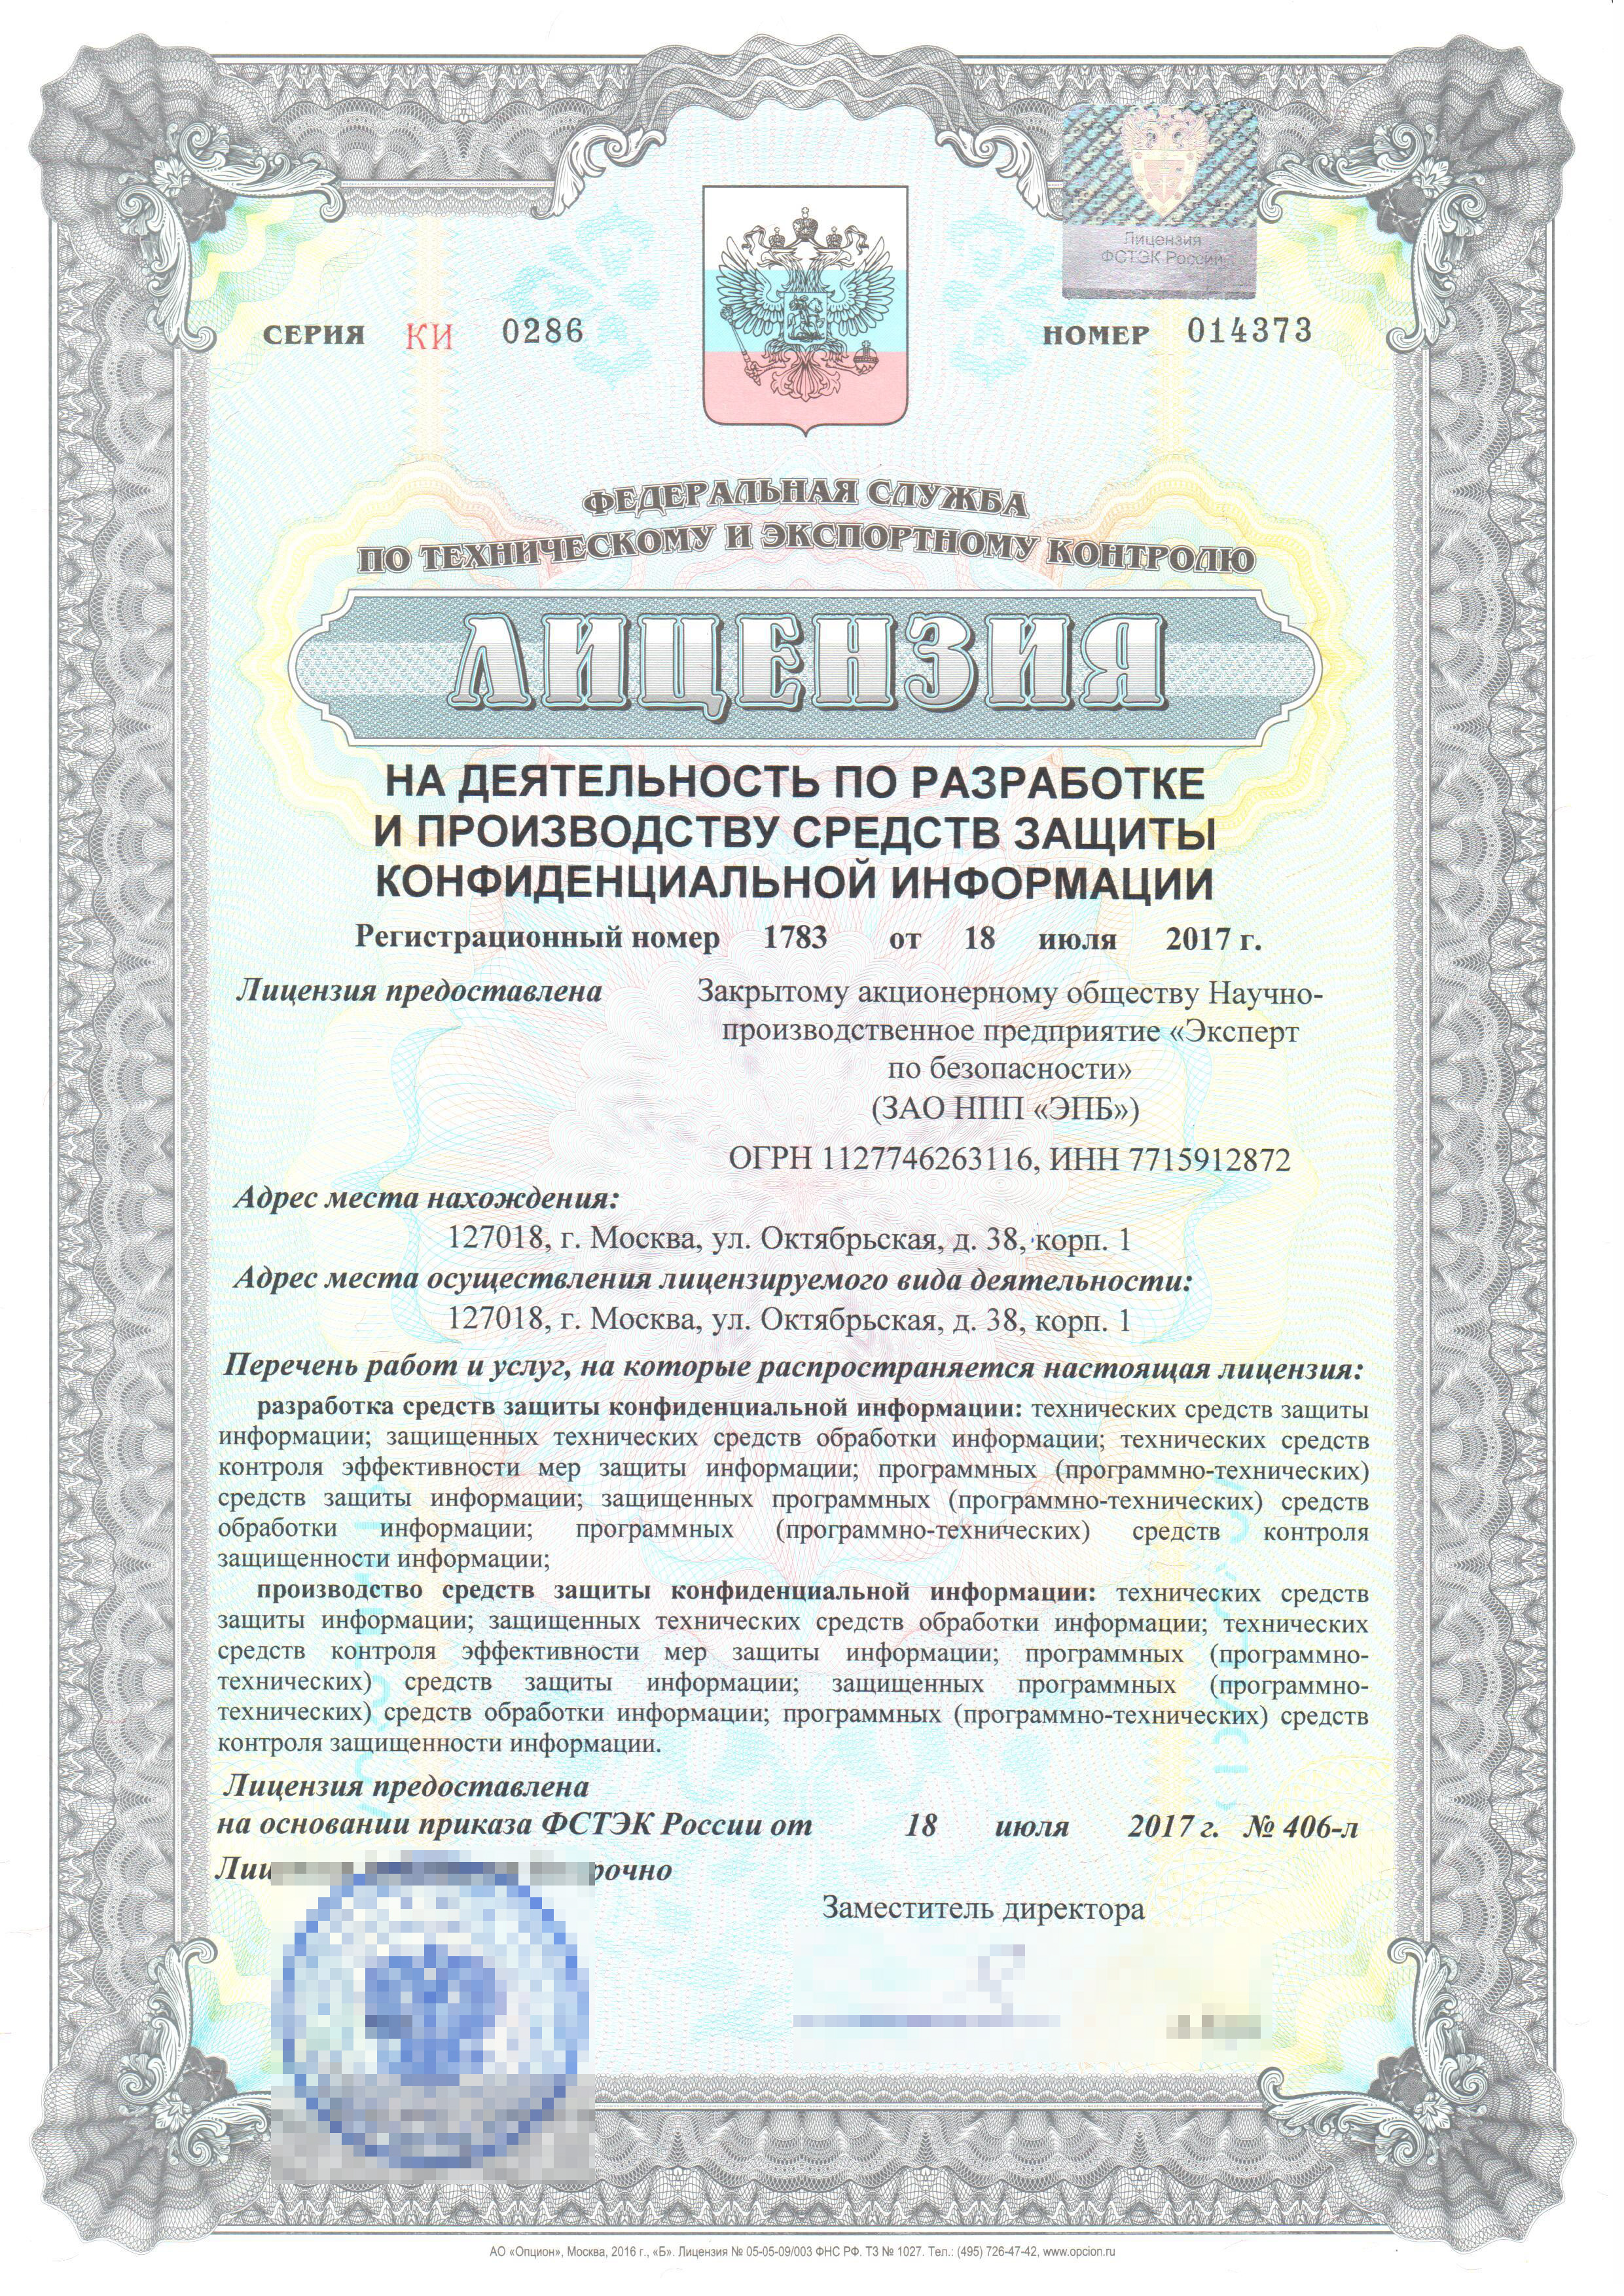 Лицензия
ФСТЭК России
СЕРИЯ КИ 0286 НОМЕР 014373
ФЕДЕРАЛЬНАЯ СЛУЖБА
ПО ТЕХНИЧЕСКОМУ И ЭКСПОРТНОМУ КОНТРОЛЮ
ЛИЦЕНЗИЯ
НА ДЕЯТЕЛЬНОСТЬ ПО РАЗРАБОТКЕ
И ПРОИЗВОДСТВУ СРЕДСТВ ЗАЩИТЫ
КОНФИДЕНЦИАЛЬНОЙ ИНФОРМАЦИИ
Регистрационный номер 1783 от 18 июля 2017 г.
Лицензия предоставлена Закрытому акционерному обществу Научно-
производственное предприятие «Эксперт
по безопасности»
(ЗАО НПП «ЭПБ»)
ОГРН 1127746263116, ИНН 7715912872
Адрес места нахождения:
127018, г. Москва, ул. Октябрьская, д. 38, корп. 1
Адрес места осуществления лицензируемого вида деятельности:
127018, г. Москва, ул. Октябрьская, д. 38, корп. 1
Перечень работ и услуг, на которые распространяется настоящая лицензия:
разработка средств защиты конфиденциальной информации: технических средств защиты
информации; защищенных технических средств обработки информации; технических средств
контроля эффективности мер защиты информации; программных (программно-технических)
средств защиты информации; защищенных программных (программно-технических) средств
обработки информации; программных (программно-технических) средств контроля
защищенности информации;
производство средств защиты конфиденциальной информации: технических средств
защиты информации; защищенных технических средств обработки информации; технических
средств контроля эффективности мер защиты информации; программных (программно-
технических) средств защиты информации; защищенных программных (программно-
технических) средств обработки информации; программных (программно-технических) средств
контроля защищенности информации.
Лицензия предоставлена
на основании приказа ФСТЭК России от 18 июля 2017 г. № 406-л
Заместитель директора
АО «Опцион», Москва, 2016 г., «Б». Лицензия № 05-05-09/003 ФНС РФ. ТЗ № 1027. Тел.: (495) 726-47-42, www.opcion.ru